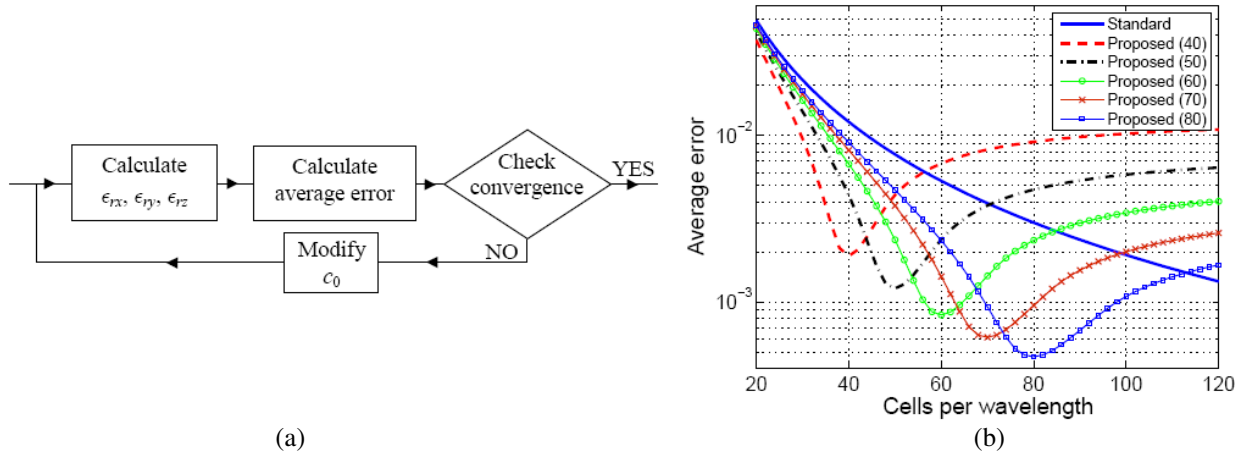 Calculate
ϵrx, ϵry, ϵrz
Calculate
average error
Check
convergence
YES
NO
Modify
c0
(a)
Standard
Proposed (40)
Proposed (50)
Proposed (60)
Proposed (70)
Proposed (80)
10^-2
10^-3
Average error
20 40 60 80 100 120
Cells per wavelength
(b)